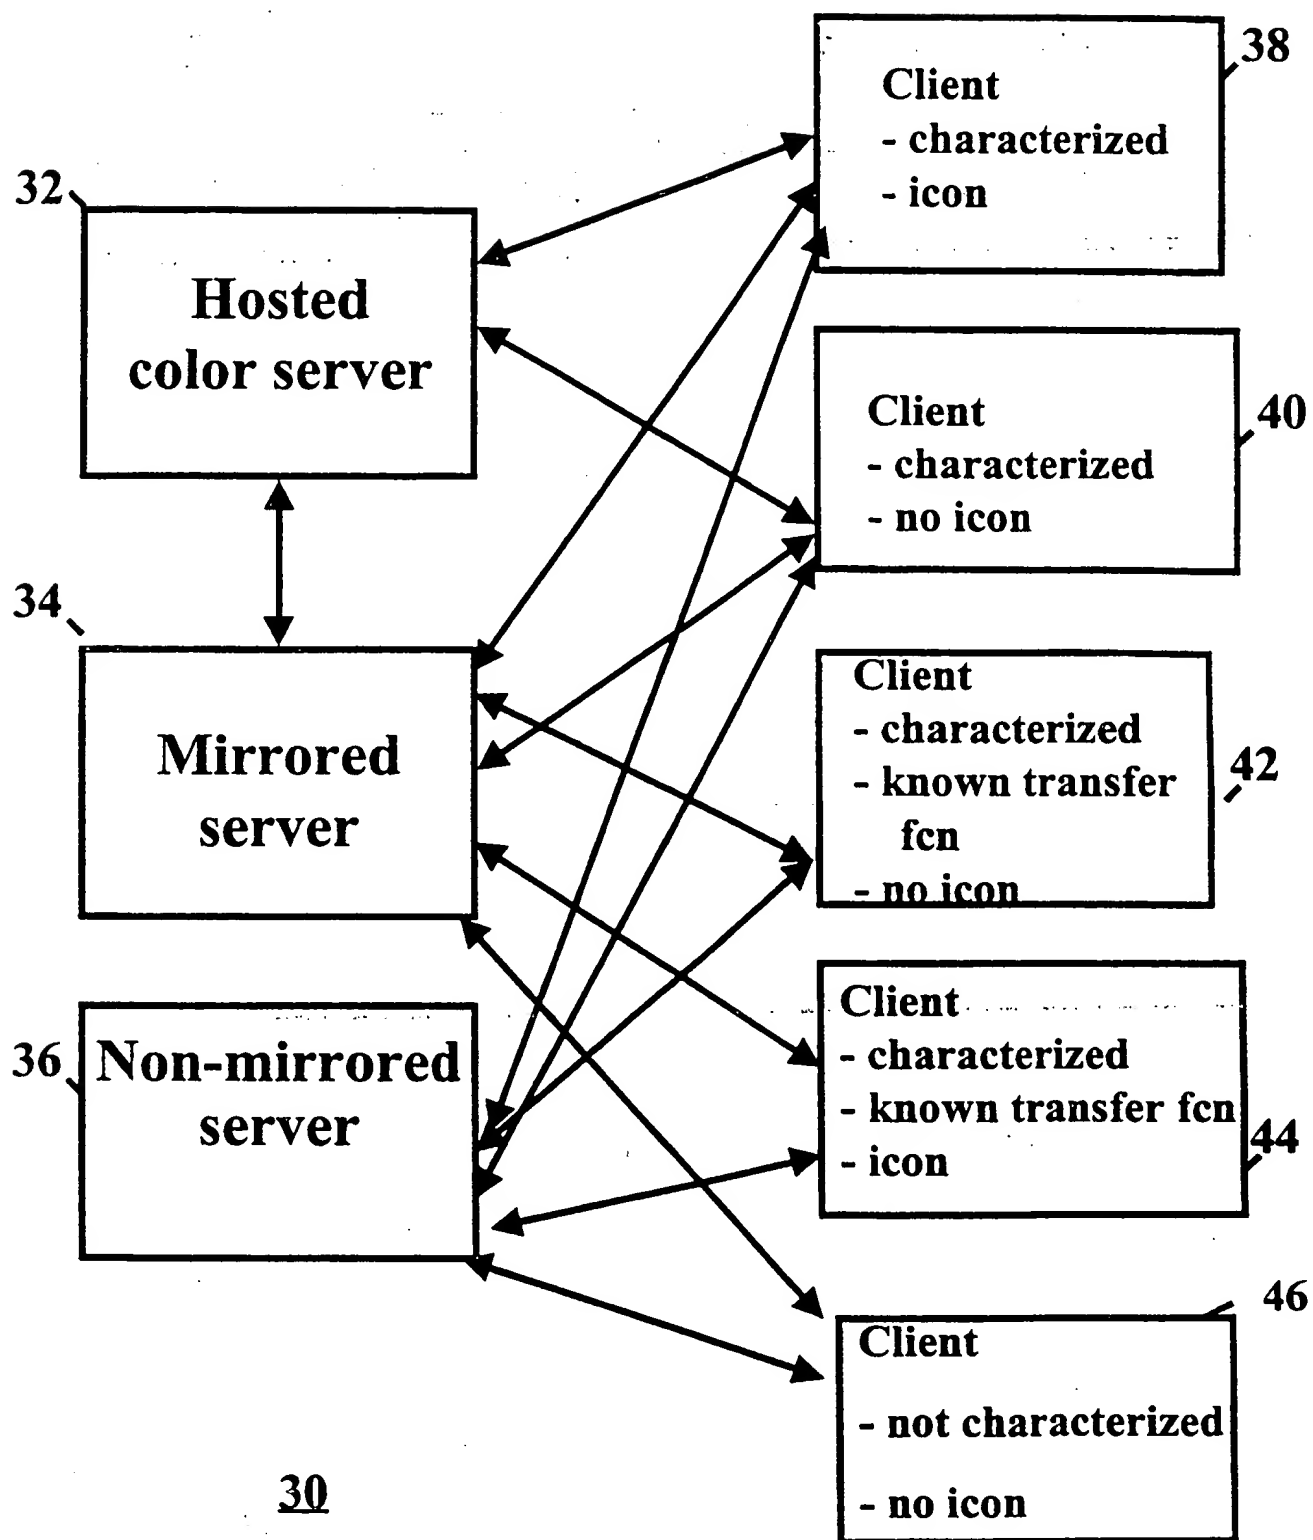 32
Hosted
color server
34
Mirrored
server
36
Non-mirrored
server
38
Client
- characterized
- icon
40
Client
- characterized
- no icon
42
Client
- characterized
- known transfer
fcn
- no icon
44
Client
- characterized
- known transfer fcn
- icon
46
Client
- not characterized
- no icon
30